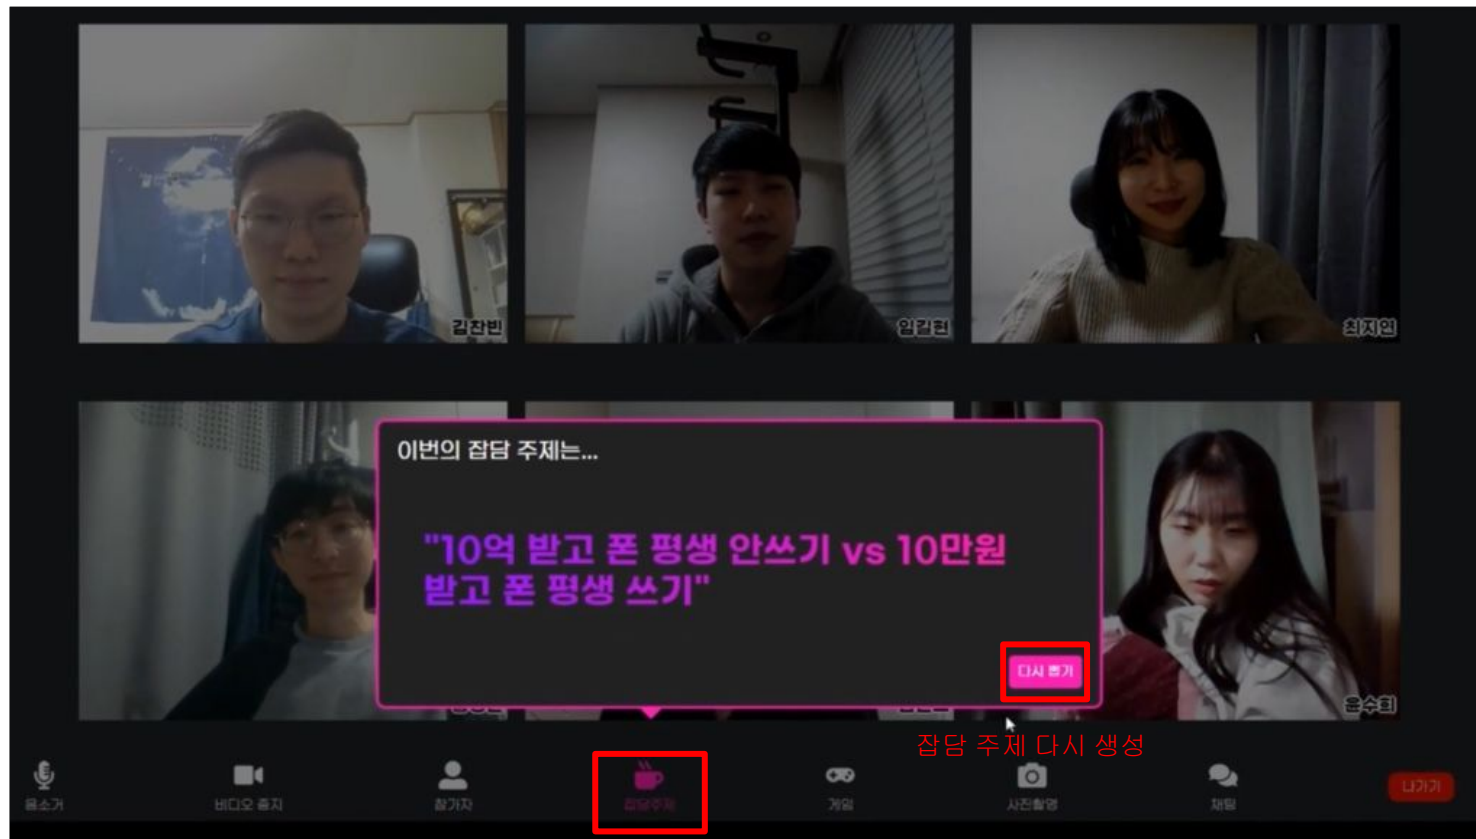 김찬빈
임길현
최지연
이번의 잡담 주제는...
"10억 받고 폰 평생 안쓰기 vs 10만원
받고 폰 평생 쓰기"
다시 뽑기
윤수희
잡담 주제 다시 생성
음소거
비디오 중지
참가자
잡담주제
게임
사진촬영
채팅
나가기